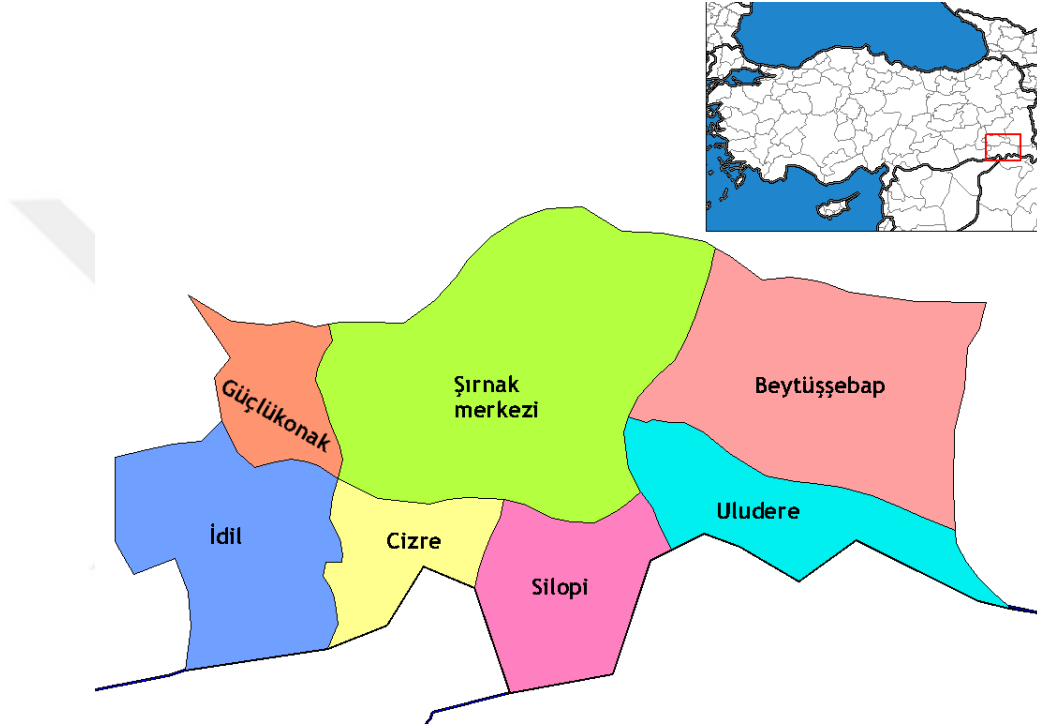 Şırnak
merkezi
Beytüşşebap
Güçlükonak
Uludere
İdil
Cizre
Silopi